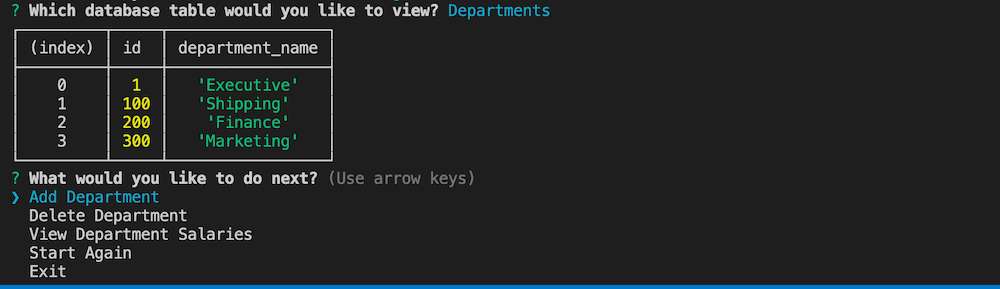 ? Which database table would you like to view? Departments
(index) id department_name
0 1 'Executive'
1 100 'Shipping'
2 200 'Finance'
3 300 'Marketing'
? What would you like to do next? (Use arrow keys)
❯ Add Department
Delete Department
View Department Salaries
Start Again
Exit